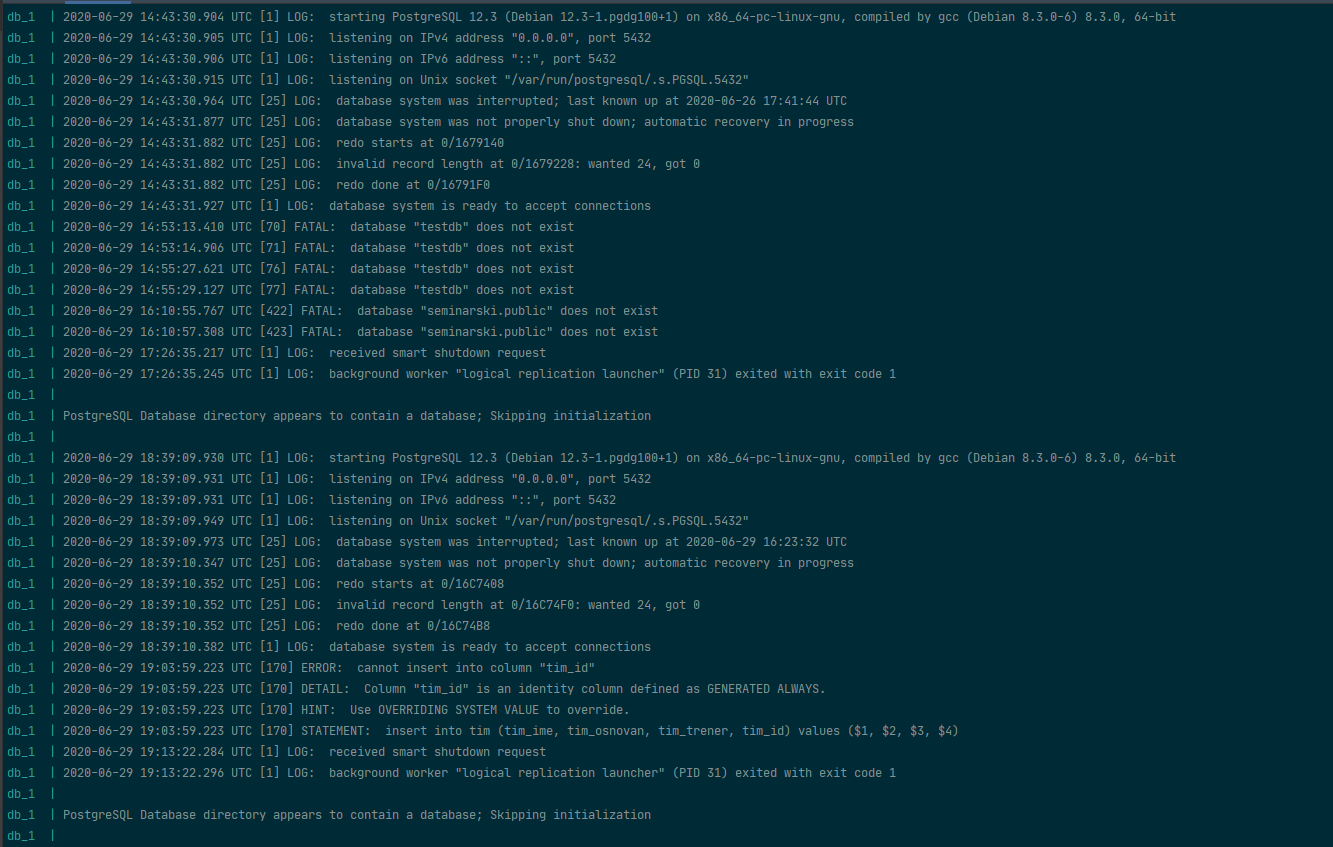 db_1  | 2020-06-29 14:43:30.904 UTC [1] LOG:  starting PostgreSQL 12.3 (Debian 12.3-1.pgdg100+1) on x86_64-pc-linux-gnu, compiled by gcc (Debian 8.3.0-6) 8.3.0, 64-bit
db_1  | 2020-06-29 14:43:30.905 UTC [1] LOG:  listening on IPv4 address "0.0.0.0", port 5432
db_1  | 2020-06-29 14:43:30.906 UTC [1] LOG:  listening on IPv6 address "::", port 5432
db_1  | 2020-06-29 14:43:30.915 UTC [1] LOG:  listening on Unix socket "/var/run/postgresql/.s.PGSQL.5432"
db_1  | 2020-06-29 14:43:30.964 UTC [25] LOG:  database system was interrupted; last known up at 2020-06-26 17:41:44 UTC
db_1  | 2020-06-29 14:43:31.877 UTC [25] LOG:  database system was not properly shut down; automatic recovery in progress
db_1  | 2020-06-29 14:43:31.882 UTC [25] LOG:  redo starts at 0/1679140
db_1  | 2020-06-29 14:43:31.882 UTC [25] LOG:  invalid record length at 0/1679228: wanted 24, got 0
db_1  | 2020-06-29 14:43:31.882 UTC [25] LOG:  redo done at 0/16791F0
db_1  | 2020-06-29 14:43:31.927 UTC [1] LOG:  database system is ready to accept connections
db_1  | 2020-06-29 14:53:13.410 UTC [70] FATAL:  database "testdb" does not exist
db_1  | 2020-06-29 14:53:14.906 UTC [71] FATAL:  database "testdb" does not exist
db_1  | 2020-06-29 14:55:27.621 UTC [76] FATAL:  database "testdb" does not exist
db_1  | 2020-06-29 14:55:29.127 UTC [77] FATAL:  database "testdb" does not exist
db_1  | 2020-06-29 16:10:55.767 UTC [422] FATAL:  database "seminarski.public" does not exist
db_1  | 2020-06-29 16:10:57.308 UTC [423] FATAL:  database "seminarski.public" does not exist
db_1  | 2020-06-29 17:26:35.217 UTC [1] LOG:  received smart shutdown request
db_1  | 2020-06-29 17:26:35.245 UTC [1] LOG:  background worker "logical replication launcher" (PID 31) exited with exit code 1
db_1  |
db_1  | PostgreSQL Database directory appears to contain a database; Skipping initialization
db_1  |
db_1  | 2020-06-29 18:39:09.930 UTC [1] LOG:  starting PostgreSQL 12.3 (Debian 12.3-1.pgdg100+1) on x86_64-pc-linux-gnu, compiled by gcc (Debian 8.3.0-6) 8.3.0, 64-bit
db_1  | 2020-06-29 18:39:09.931 UTC [1] LOG:  listening on IPv4 address "0.0.0.0", port 5432
db_1  | 2020-06-29 18:39:09.931 UTC [1] LOG:  listening on IPv6 address "::", port 5432
db_1  | 2020-06-29 18:39:09.949 UTC [1] LOG:  listening on Unix socket "/var/run/postgresql/.s.PGSQL.5432"
db_1  | 2020-06-29 18:39:09.973 UTC [25] LOG:  database system was interrupted; last known up at 2020-06-29 16:23:32 UTC
db_1  | 2020-06-29 18:39:10.347 UTC [25] LOG:  database system was not properly shut down; automatic recovery in progress
db_1  | 2020-06-29 18:39:10.352 UTC [25] LOG:  redo starts at 0/16C7408
db_1  | 2020-06-29 18:39:10.352 UTC [25] LOG:  invalid record length at 0/16C74F0: wanted 24, got 0
db_1  | 2020-06-29 18:39:10.352 UTC [25] LOG:  redo done at 0/16C74B8
db_1  | 2020-06-29 18:39:10.382 UTC [1] LOG:  database system is ready to accept connections
db_1  | 2020-06-29 19:03:59.223 UTC [170] ERROR:  cannot insert into column "tim_id"
db_1  | 2020-06-29 19:03:59.223 UTC [170] DETAIL:  Column "tim_id" is an identity column defined as GENERATED ALWAYS.
db_1  | 2020-06-29 19:03:59.223 UTC [170] HINT:  Use OVERRIDING SYSTEM VALUE to override.
db_1  | 2020-06-29 19:03:59.223 UTC [170] STATEMENT:  insert into tim (tim_ime, tim_osnovan, tim_trener, tim_id) values ($1, $2, $3, $4)
db_1  | 2020-06-29 19:13:22.284 UTC [1] LOG:  received smart shutdown request
db_1  | 2020-06-29 19:13:22.296 UTC [1] LOG:  background worker "logical replication launcher" (PID 31) exited with exit code 1
db_1  |
db_1  | PostgreSQL Database directory appears to contain a database; Skipping initialization
db_1  |